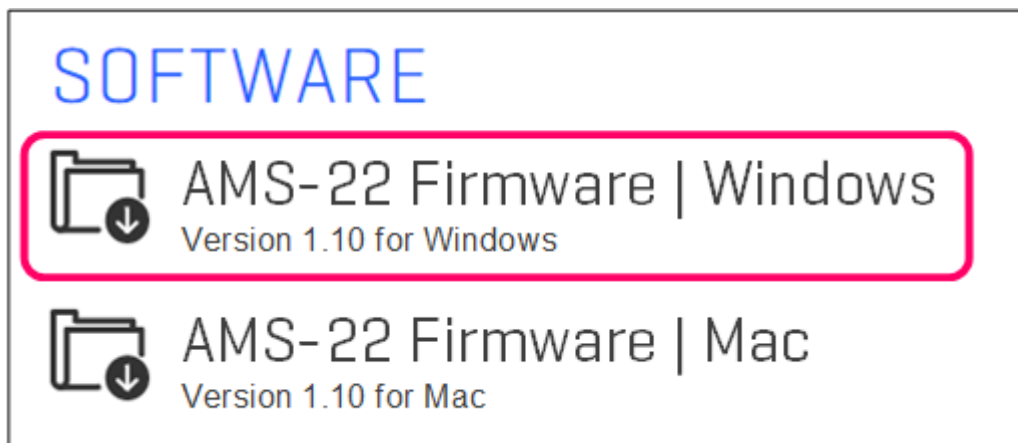 SOFTWARE
AMS-22 Firmware | Windows
Version 1.10 for Windows
AMS-22 Firmware | Mac
Version 1.10 for Mac